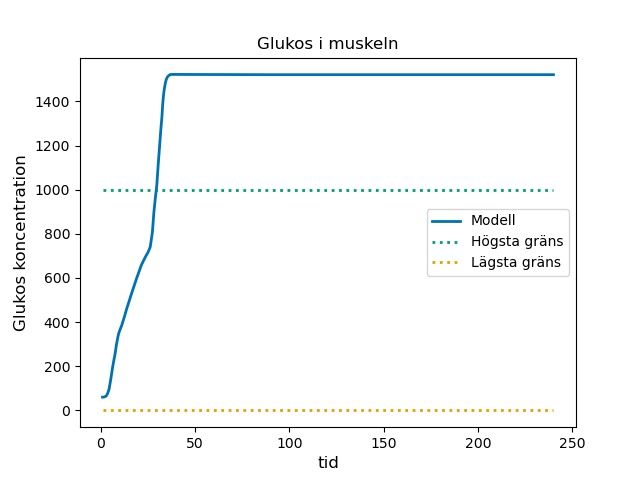 Glukos i muskeln
1400
1200
1000
800
600
400
200
0
Glukos koncentration
Modell
Högsta gräns
Lägsta gräns
0
50
100
150
200
250
tid